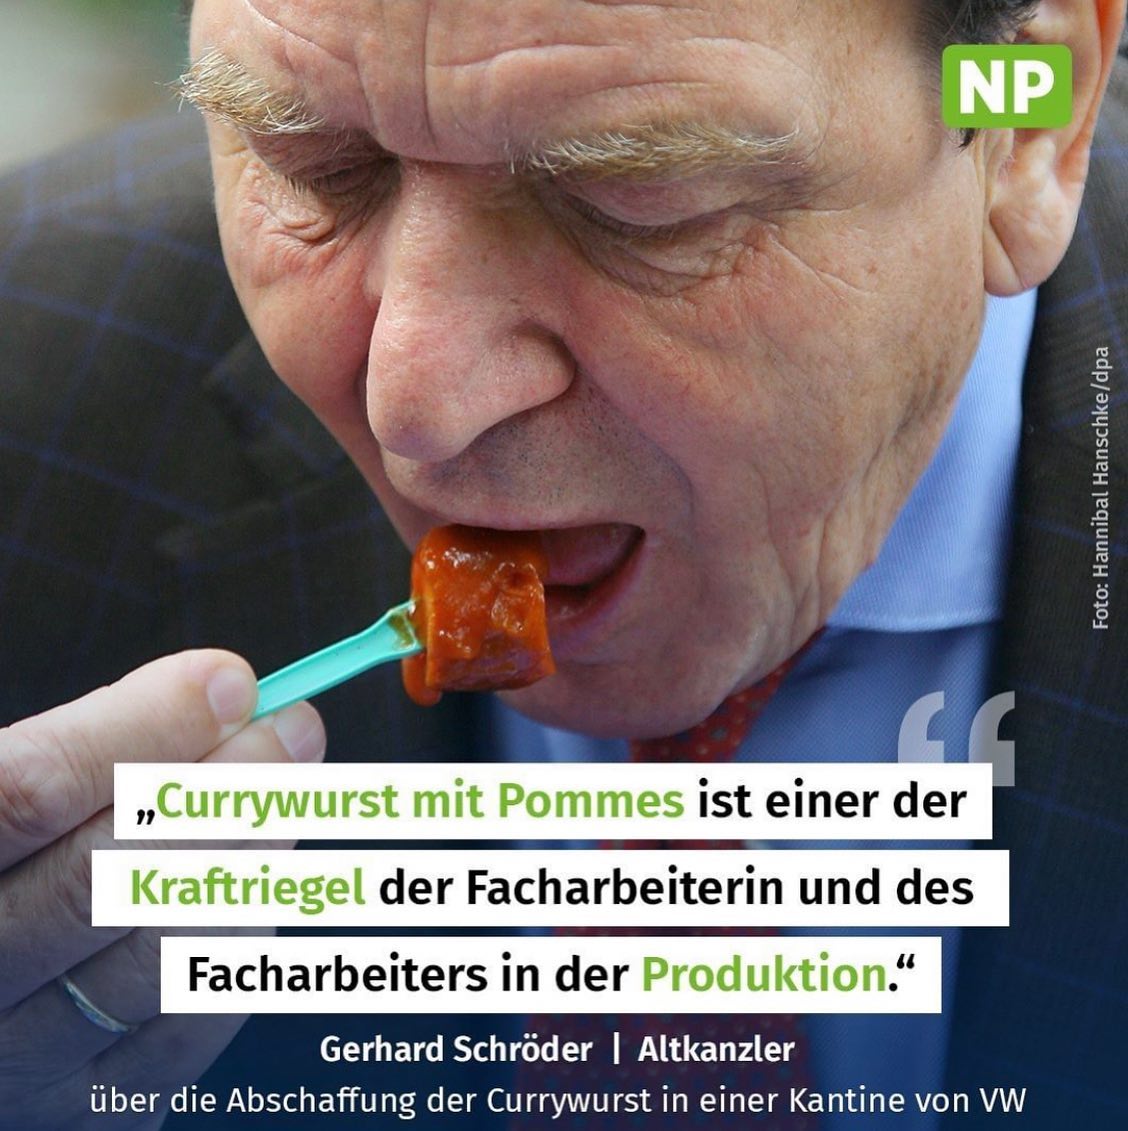 NP
Foto: Hannibal Hanschke/dpa
„Currywurst mit Pommes ist einer der
Kraftriegel der Facharbeiterin und des
Facharbeiters in der Produktion.“
Gerhard Schröder | Altkanzler
über die Abschaffung der Currywurst in einer Kantine von VW